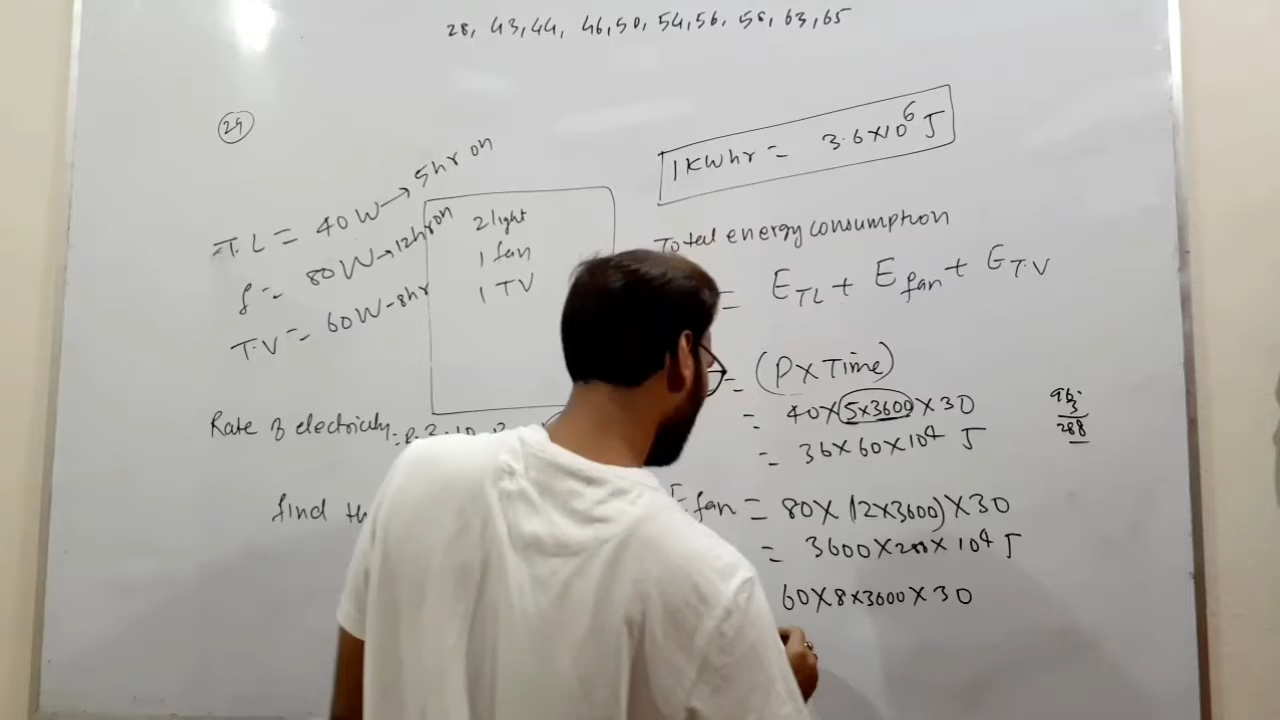 28, 43,44, 46,50, 54,56, 58, 63,65
29
T.L = 40W → 5hr on
f = 80W → 12hr on
T.V = 60W - 8hr
2 light
1 fan
1 TV
Rate of electricity =
find
1 KWhr = 3.6×10⁶ J
Total energy consumption
= E_TL + E_fan + E_T.V
= (P × Time)
= 40×(5×3600)×30
= 36×60×10⁴ J
E fan = 80×(12×3600)×30
= 3600× ×10⁴ J
60×8×3600×30
96
3
288